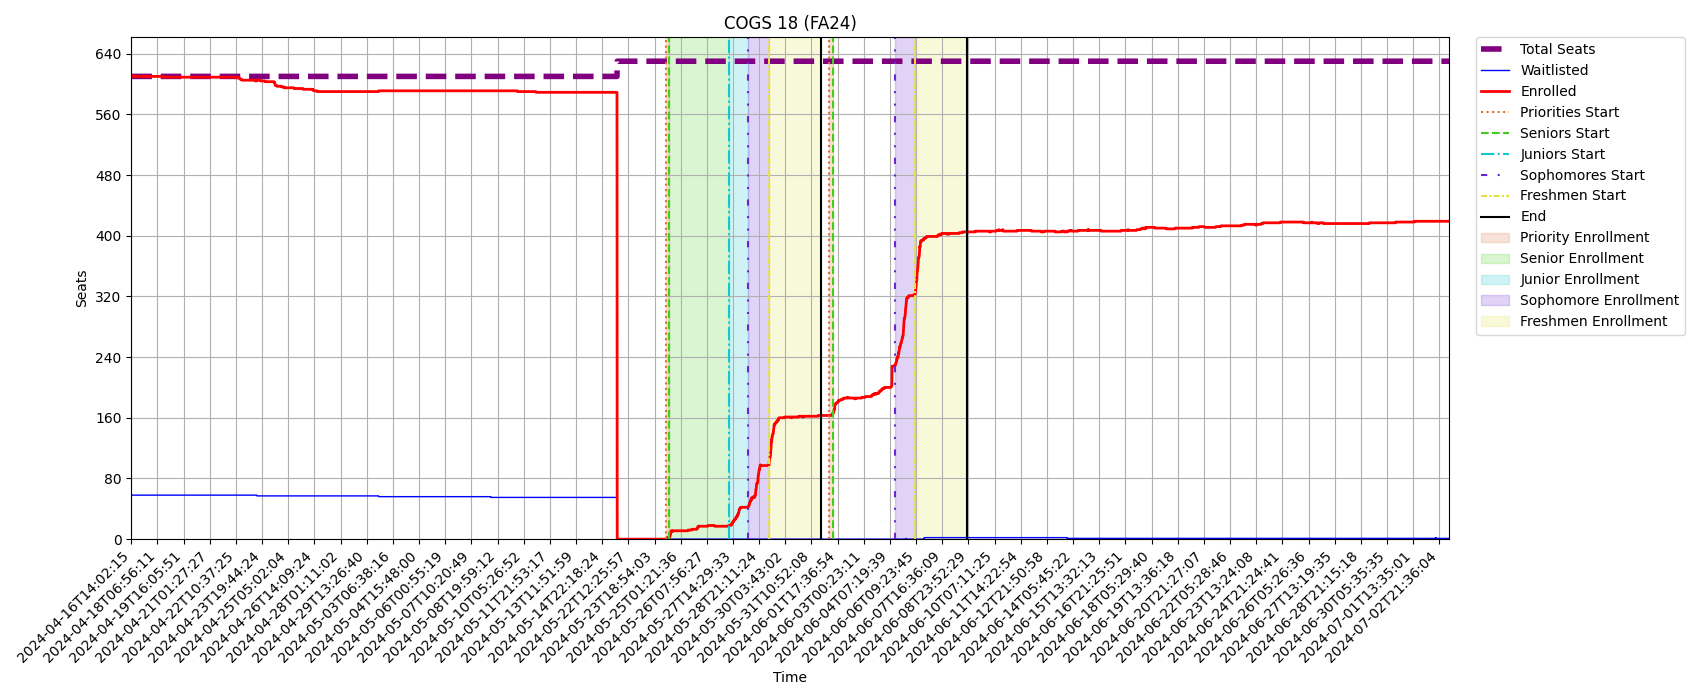 COGS 18 (FA24)
Seats
640
560
480
400
320
240
160
80
0
2024-04-16T14:02:15
2024-04-18T06:56:11
2024-04-19T16:05:51
2024-04-21T01:27:27
2024-04-22T10:37:25
2024-04-23T19:44:24
2024-04-25T05:02:04
2024-04-26T14:09:24
2024-04-28T01:11:02
2024-04-29T13:26:40
2024-05-03T06:38:16
2024-05-04T15:48:00
2024-05-06T00:55:19
2024-05-07T10:20:49
2024-05-08T19:59:12
2024-05-10T05:26:52
2024-05-11T21:53:17
2024-05-13T11:51:59
2024-05-14T22:18:24
2024-05-22T12:25:57
2024-05-23T18:54:03
2024-05-25T01:21:36
2024-05-26T07:56:27
2024-05-27T14:29:33
2024-05-28T21:11:24
2024-05-30T03:43:02
2024-05-31T10:52:08
2024-06-01T17:36:54
2024-06-03T00:23:11
2024-06-04T07:19:39
2024-06-06T09:23:45
2024-06-07T16:36:09
2024-06-08T23:52:29
2024-06-10T07:11:25
2024-06-11T14:22:54
2024-06-12T21:50:58
2024-06-14T05:45:22
2024-06-15T13:32:13
2024-06-16T21:25:51
2024-06-18T05:29:40
2024-06-19T13:36:18
2024-06-20T21:27:07
2024-06-22T05:28:46
2024-06-23T13:24:08
2024-06-24T21:24:41
2024-06-26T05:26:36
2024-06-27T13:19:35
2024-06-28T21:15:18
2024-06-30T05:35:35
2024-07-01T13:35:01
2024-07-02T21:36:04
Time
Total Seats
Waitlisted
Enrolled
Priorities Start
Seniors Start
Juniors Start
Sophomores Start
Freshmen Start
End
Priority Enrollment
Senior Enrollment
Junior Enrollment
Sophomore Enrollment
Freshmen Enrollment